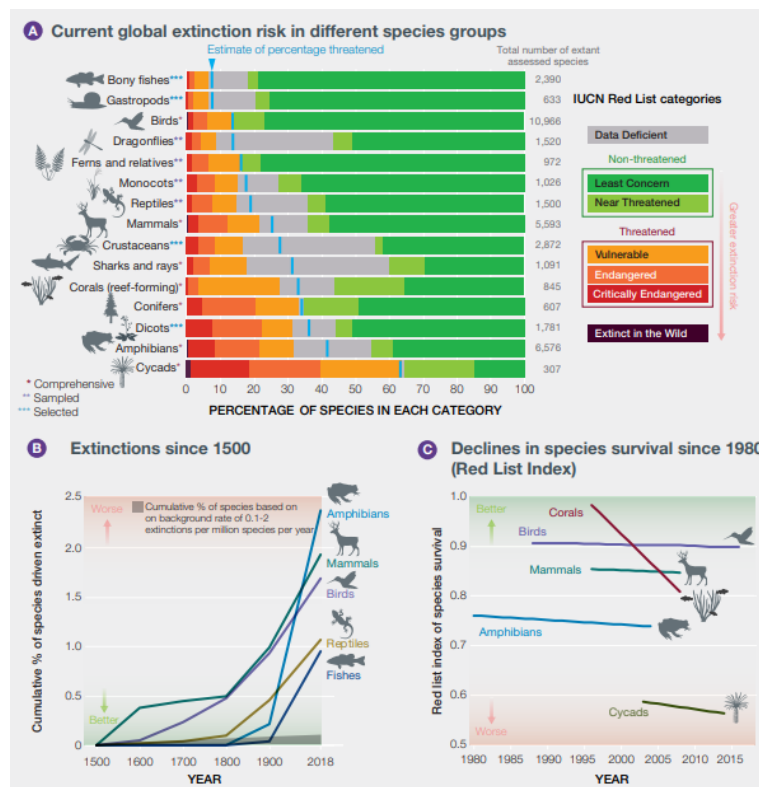 A Current global extinction risk in different species groups
Estimate of percentage threatened
Total number of extant
assessed species
Bony fishes*** 2,390
Gastropods*** 633
Birds* 10,966
Dragonflies** 1,520
Ferns and relatives** 972
Monocots** 1,026
Reptiles** 1,500
Mammals* 5,593
Crustaceans*** 2,872
Sharks and rays* 1,091
Corals (reef-forming)* 845
Conifers* 607
Dicots*** 1,781
Amphibians* 6,576
Cycads* 307
0 10 20 30 40 50 60 70 80 90 100
PERCENTAGE OF SPECIES IN EACH CATEGORY
* Comprehensive
** Sampled
*** Selected
IUCN Red List categories
Data Deficient
Non-threatened
Least Concern
Near Threatened
Threatened
Vulnerable
Endangered
Critically Endangered
Extinct in the Wild
Greater extinction risk
B Extinctions since 1500
Cumulative % of species driven extinct
2.5
2.0
1.5
1.0
0.5
0
Worse
Cumulative % of species based on
on background rate of 0.1-2
extinctions per million species per year
Better
Amphibians
Mammals
Birds
Reptiles
Fishes
1500 1600 1700 1800 1900 2018
YEAR
C Declines in species survival since 1980
(Red List Index)
Red list index of species survival
1.0
0.9
0.8
0.7
0.6
0.5
Better
Corals
Birds
Mammals
Amphibians
Cycads
Worse
1980 1985 1990 1995 2000 2005 2010 2015
YEAR